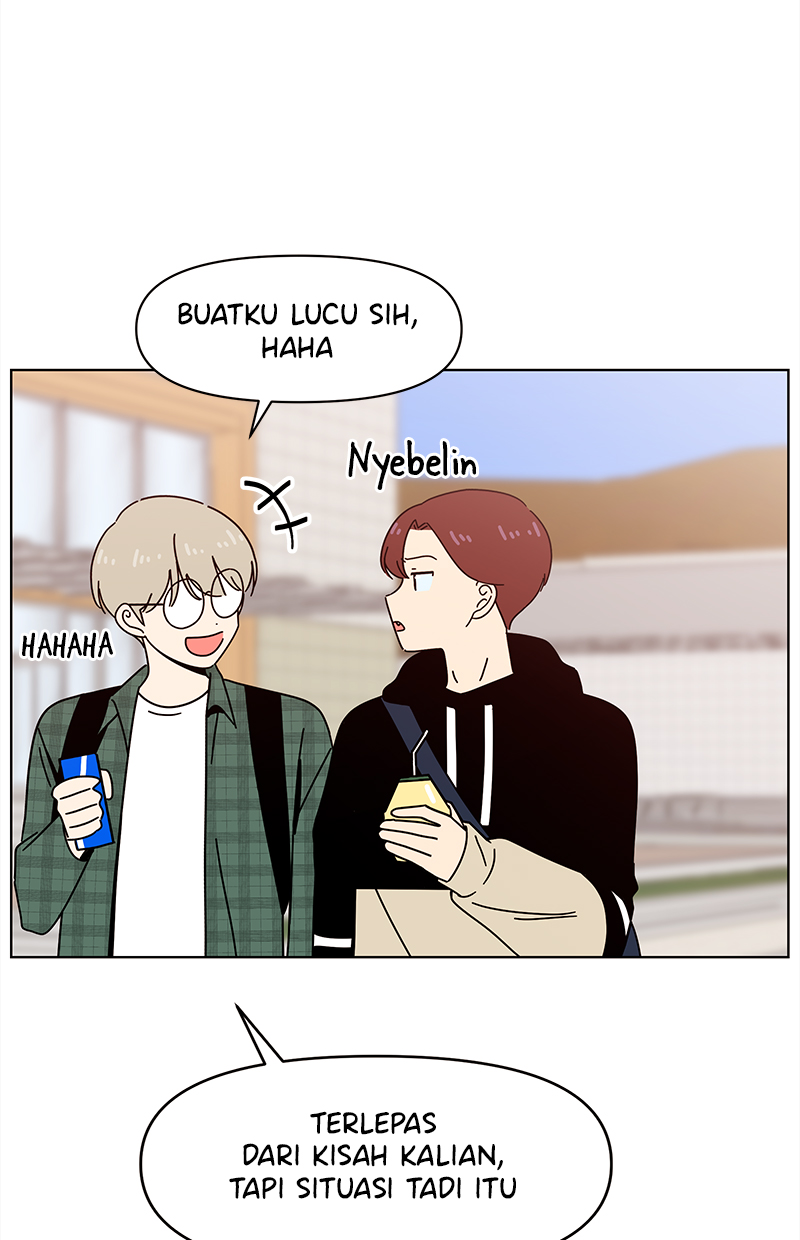 BUATKU LUCU SIH,
HAHA
Nyebelin
HAHAHA
TERLEPAS
DARI KISAH KALIAN,
TAPI SITUASI TADI ITU